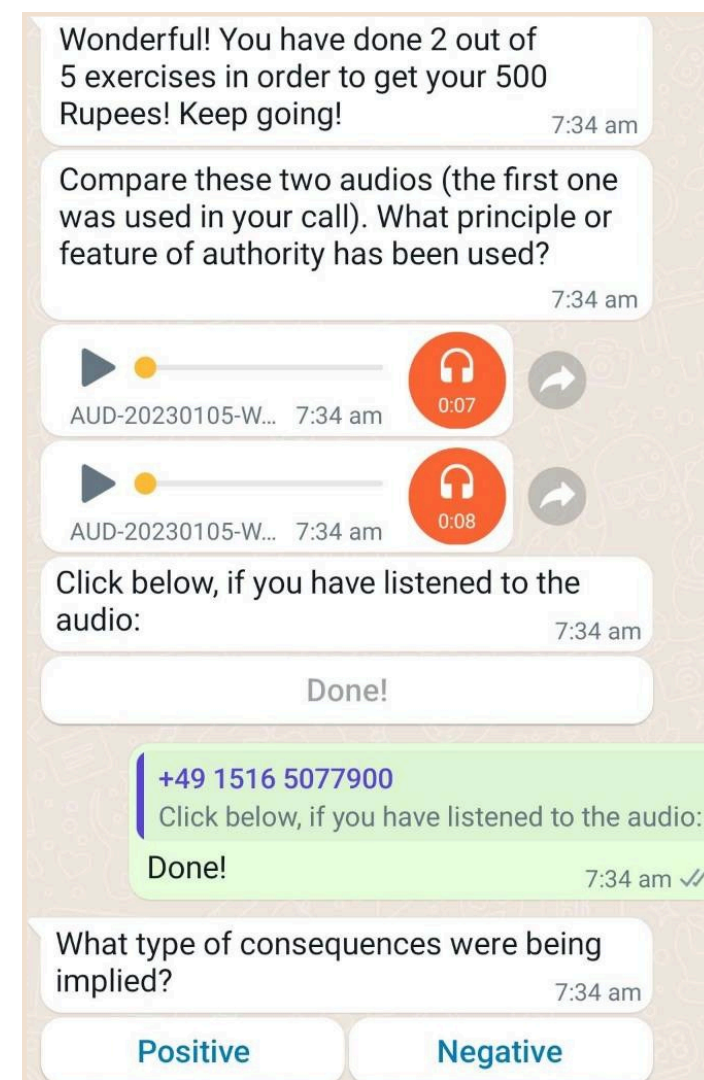 Wonderful! You have done 2 out of
5 exercises in order to get your 500
Rupees! Keep going!
7:34 am
Compare these two audios (the first one
was used in your call). What principle or
feature of authority has been used?
7:34 am
0:07
AUD-20230105-W... 7:34 am
0:08
AUD-20230105-W... 7:34 am
Click below, if you have listened to the
audio:
7:34 am
Done!
+49 1516 5077900
Click below, if you have listened to the audio:
Done!
7:34 am
What type of consequences were being
implied?
7:34 am
Positive
Negative